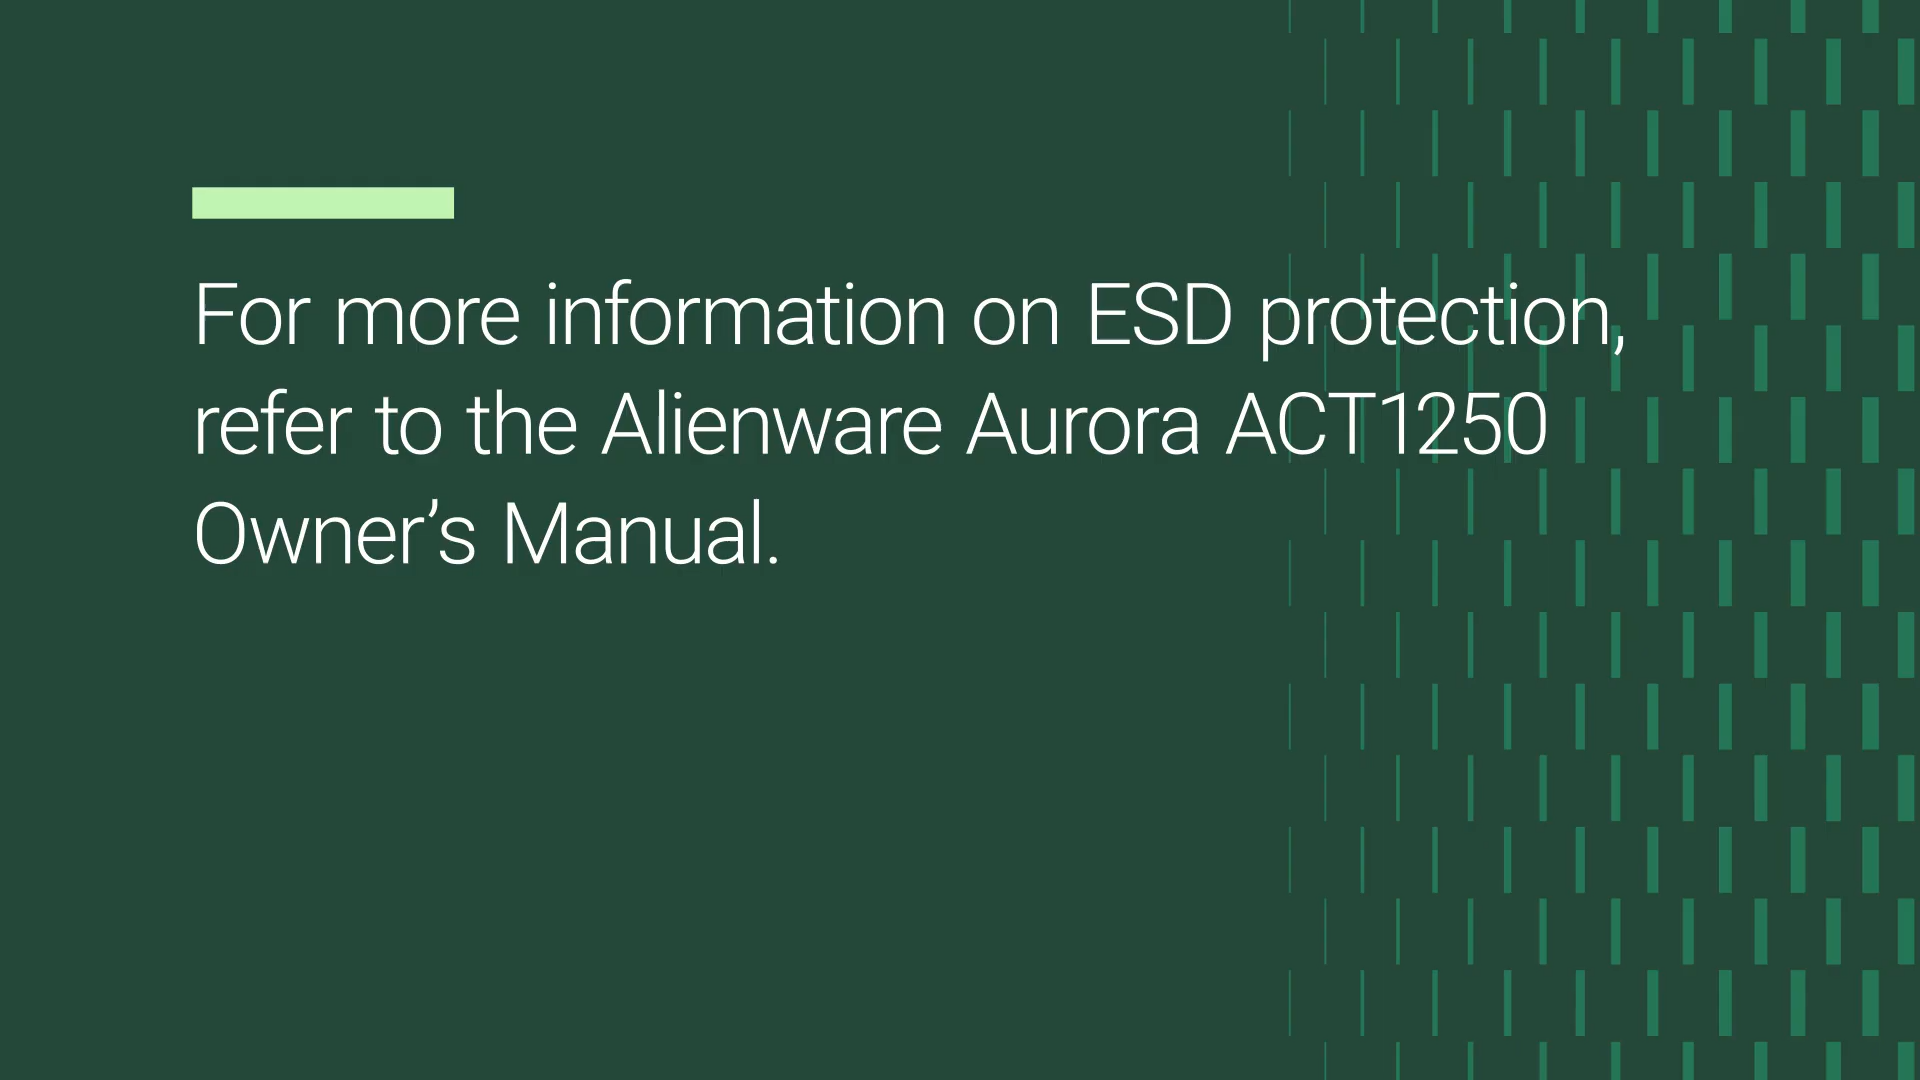 For more information on ESD protection,
refer to the Alienware Aurora ACT1250
Owner’s Manual.